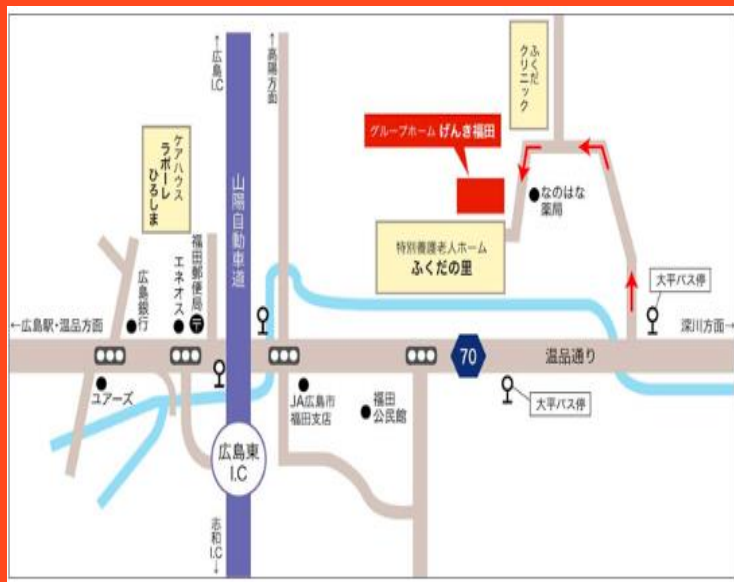 ←広島I.C
←高陽方面
ふくだ
クリニック
グループホーム げんき福田
ケアハウス
ラポーレ
ひろしま
山陽自動車道
なのはな
薬局
特別養護老人ホーム
ふくだの里
福田郵便局
エネオス
広島銀行
大平バス停
←広島駅・温品方面
深川方面→
70
温品通り
ユアーズ
JA広島市
福田支店
福田
公民館
大平バス停
広島東
I.C
志和I.C→